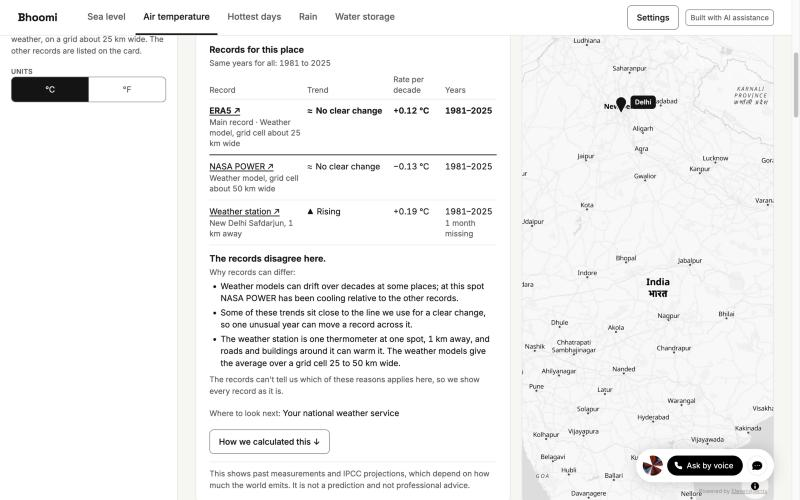 Bhoomi
Sea level
Air temperature
Hottest days
Rain
Water storage
Settings
Built with AI assistance
weather, on a grid about 25 km wide. The
other records are listed on the card.
UNITS
°C
°F
Records for this place
Same years for all: 1981 to 2025
Record
Trend
Rate per
decade
Years
ERA5 ↗
≈ No clear change
+0.12 °C
1981–2025
Main record · Weather
model, grid cell about 25
km wide
NASA POWER ↗
≈ No clear change
−0.13 °C
1981–2025
Weather model, grid cell
about 50 km wide
Weather station ↗
▲ Rising
+0.19 °C
1981–2025
New Delhi Safdarjun, 1
km away
1 month
missing
The records disagree here.
Why records can differ:
• Weather models can drift over decades at some places; at this spot
NASA POWER has been cooling relative to the other records.
• Some of these trends sit close to the line we use for a clear change,
so one unusual year can move a record across it.
• The weather station is one thermometer at one spot, 1 km away, and
roads and buildings around it can warm it. The weather models give
the average over a grid cell 25 to 50 km wide.
The records can't tell us which of these reasons applies here, so we show
every record as it is.
Where to look next: Your national weather service
How we calculated this ↓
This shows past measurements and IPCC projections, which depend on how
much the world emits. It is not a prediction and not professional advice.
Ludhiana
Saharanpur
KARNALI
PROVINCE
Delhi
Aligarh
Agra
Jaipur
Lucknow
Kanpur
Gwalior
Kota
Bhopal
Jabalpur
Indore
India
भारत
Nagpur
Bhilai
Dhule
Akola
Nashik
Chhatrapati
Sambhajinagar
Chandrapur
Ahilyanagar
Nanded
Pune
Latur
Warangal
Solapur
Hyderabad
Kolhapur
Vijayapura
Kakinada
Vijayawada
Belagavi
GOA
Hubli
Ballari
Davanagere
Nellore
Ask by voice